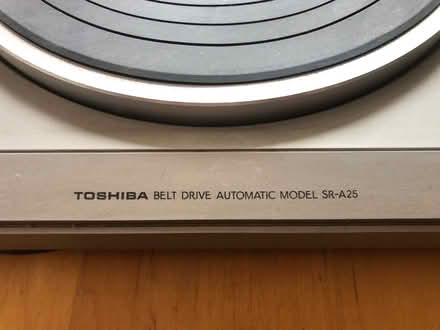 TOSHIBA BELT DRIVE AUTOMATIC MODEL SR-A25